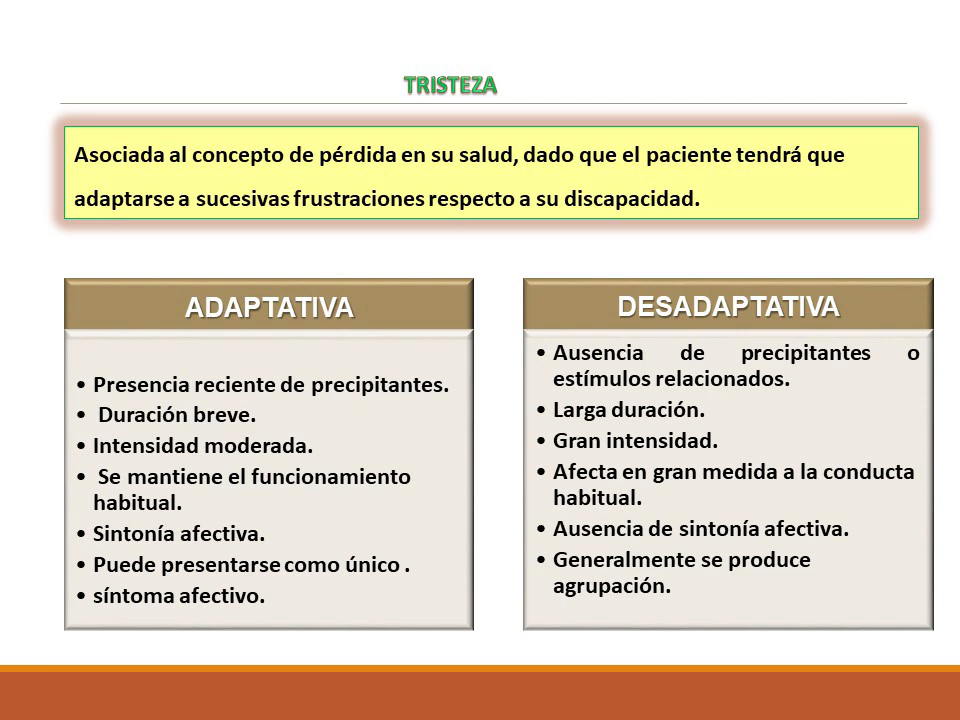 TRISTEZA
Asociada al concepto de pérdida en su salud, dado que el paciente tendrá que
adaptarse a sucesivas frustraciones respecto a su discapacidad.
ADAPTATIVA
• Presencia reciente de precipitantes.
• Duración breve.
• Intensidad moderada.
• Se mantiene el funcionamiento
habitual.
• Sintonía afectiva.
• Puede presentarse como único .
• síntoma afectivo.
DESADAPTATIVA
• Ausencia de precipitantes o
estímulos relacionados.
• Larga duración.
• Gran intensidad.
• Afecta en gran medida a la conducta
habitual.
• Ausencia de sintonía afectiva.
• Generalmente se produce
agrupación.